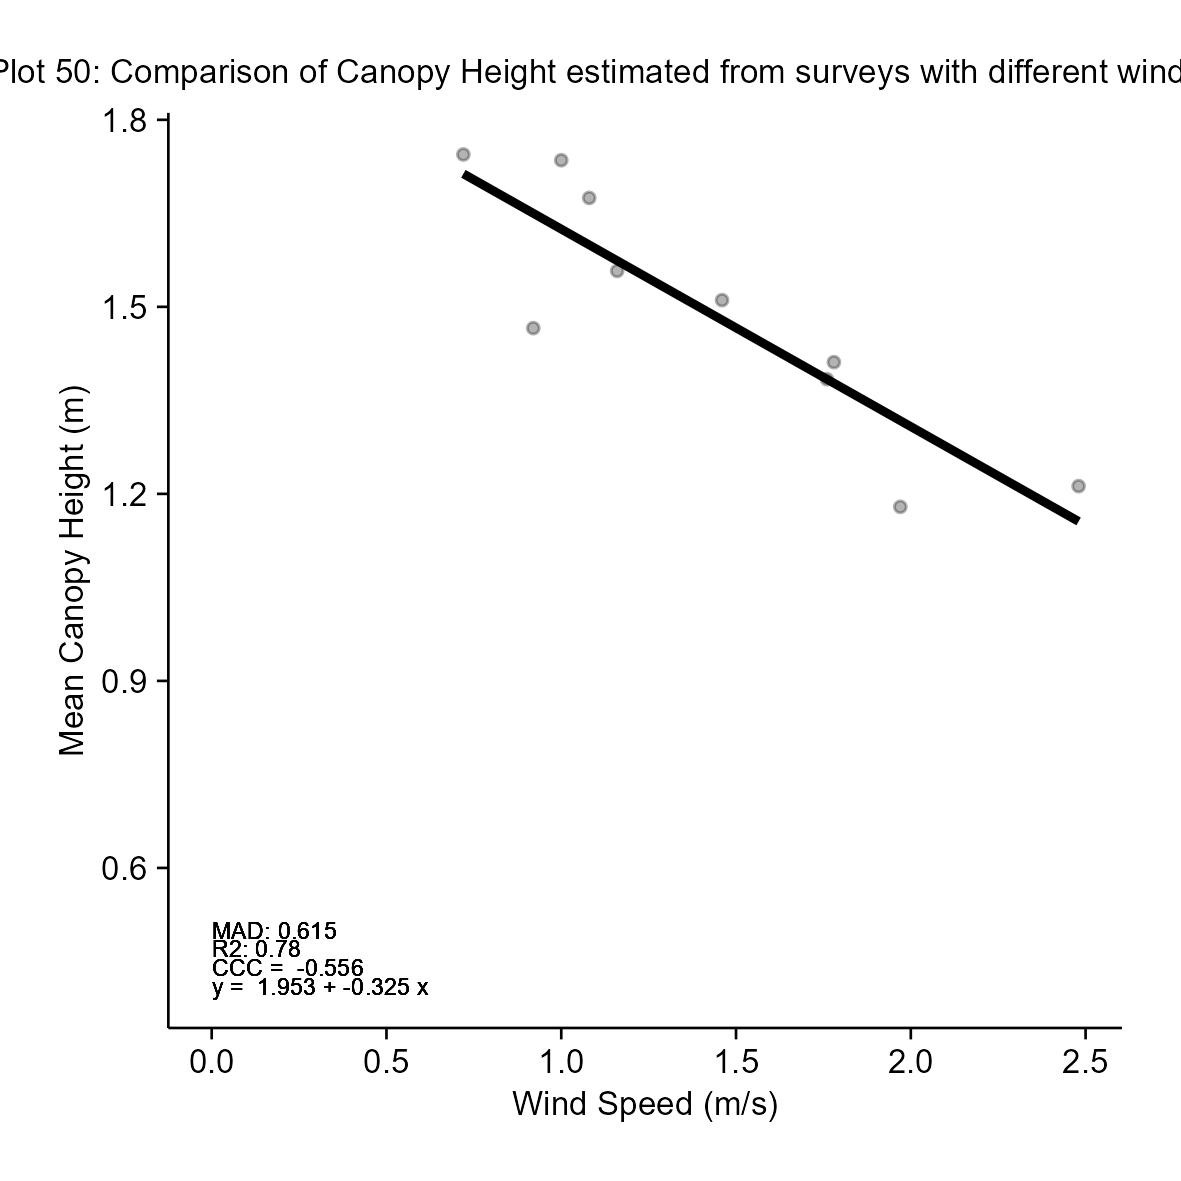 Plot 50: Comparison of Canopy Height estimated from surveys with different wind
1.8
1.5
1.2
0.9
0.6
Mean Canopy Height (m)
MAD: 0.615
R2: 0.78
CCC =  -0.556
y =  1.953 + -0.325 x
0.0 0.5 1.0 1.5 2.0 2.5
Wind Speed (m/s)